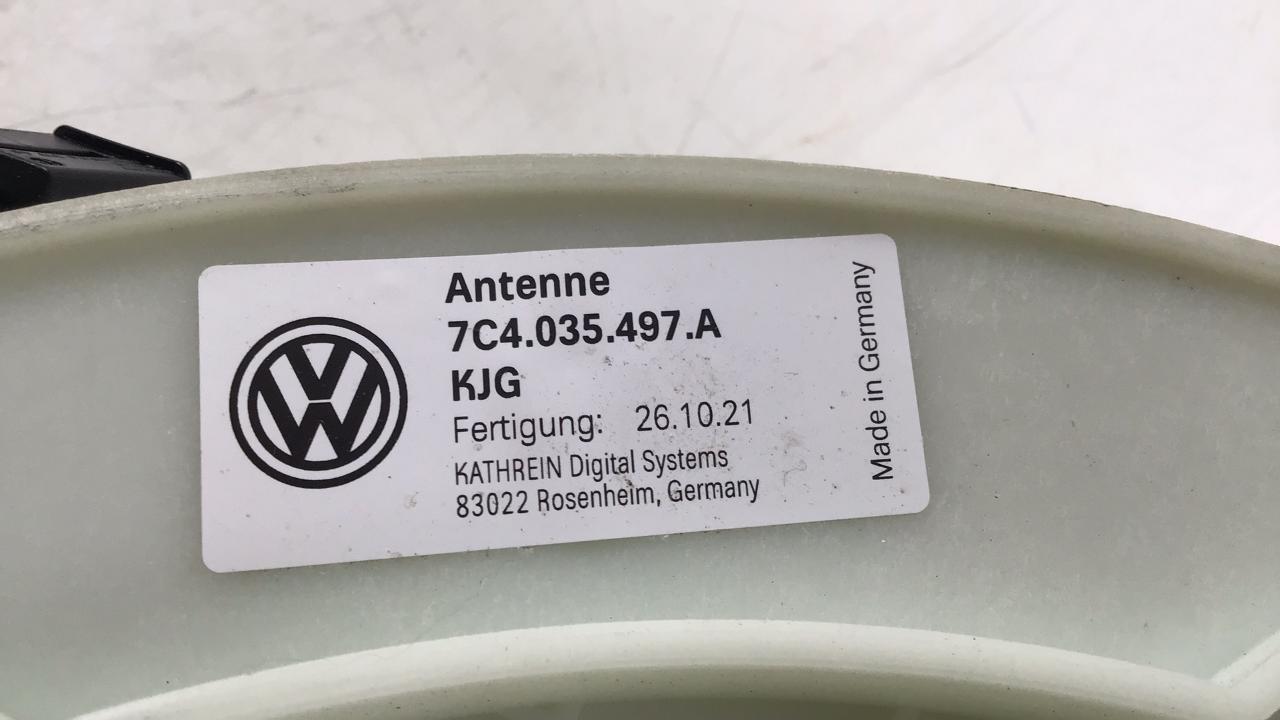 Antenne
7C4.035.497.A
KJG
Fertigung: 26.10.21
KATHREIN Digital Systems
83022 Rosenheim, Germany
Made in Germany